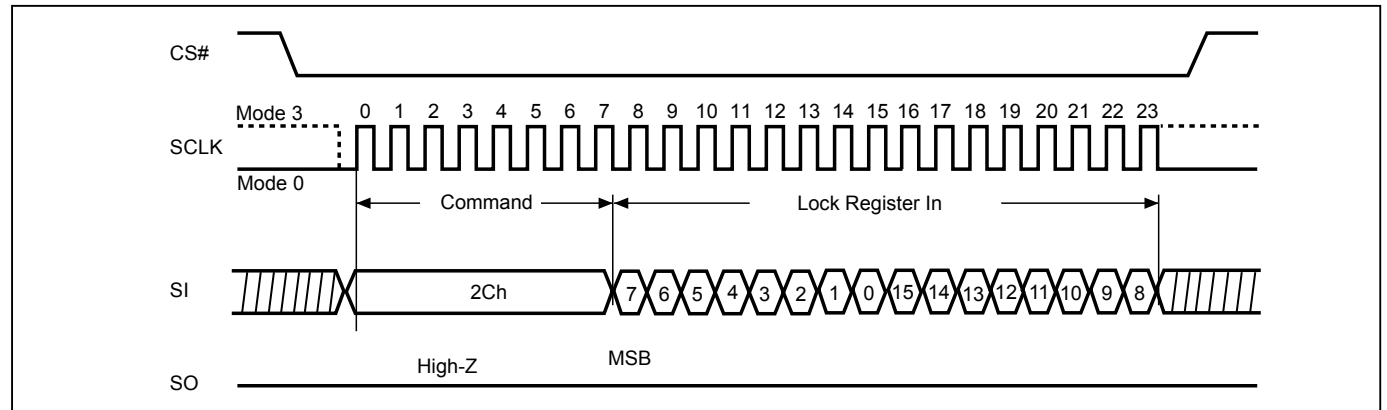 CS#
Mode 3 0 1 2 3 4 5 6 7 8 9 10 11 12 13 14 15 16 17 18 19 20 21 22 23
SCLK
Mode 0
Command Lock Register In
SI 2Ch 7 6 5 4 3 2 1 0 15 14 13 12 11 10 9 8
High-Z MSB
SO